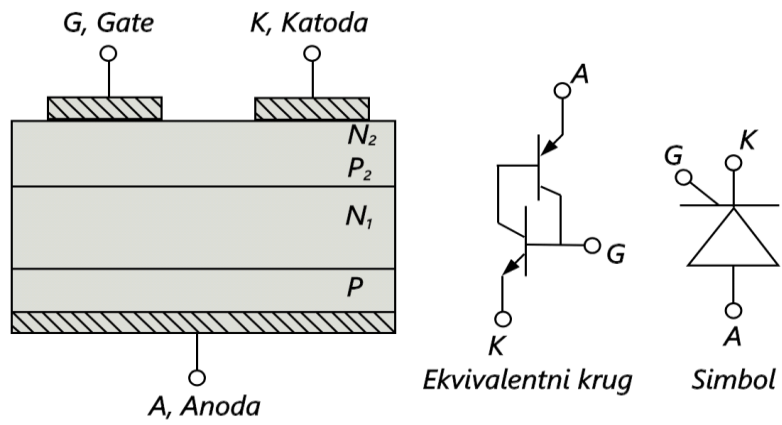 G, Gate
K, Katoda
N₂
P₂
N₁
P
A, Anoda
A
G
K
Ekvivalentni krug
G
K
A
Simbol